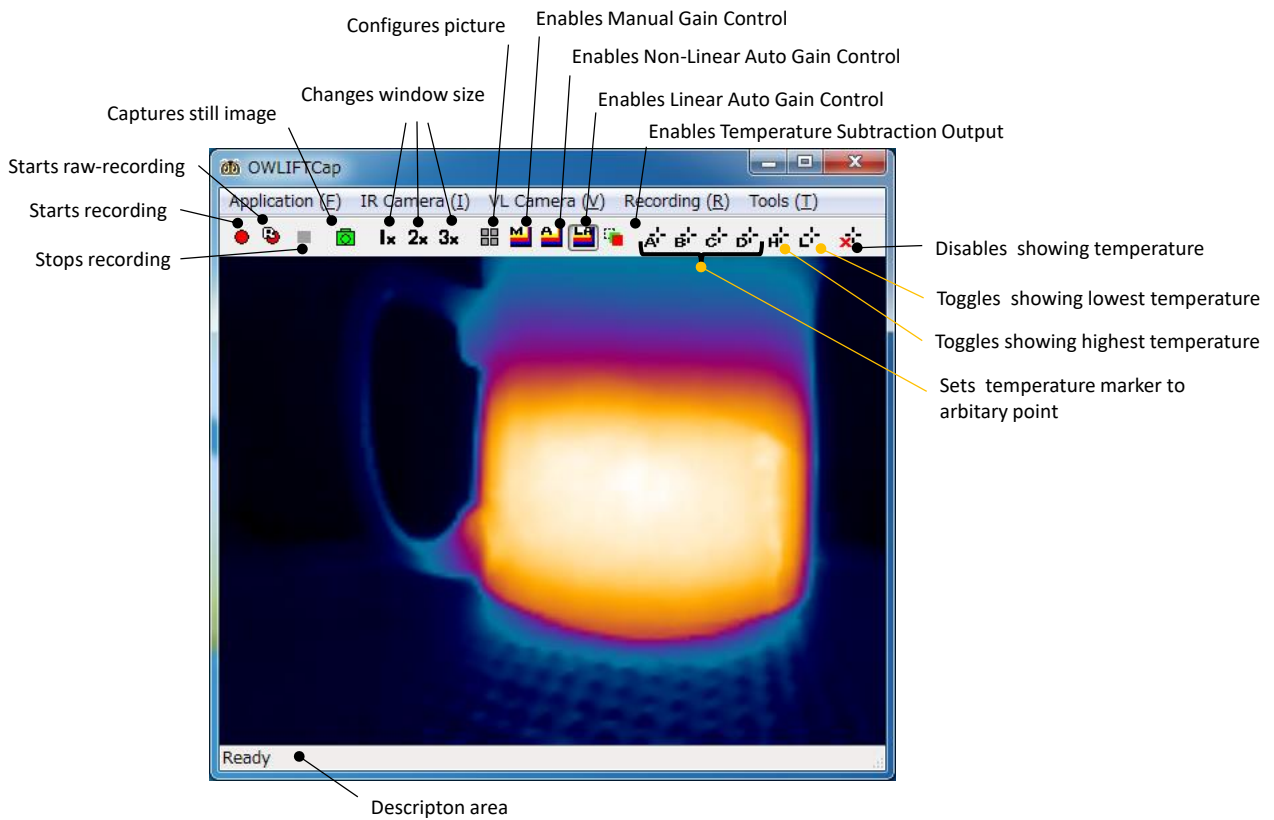 Configures picture
Enables Manual Gain Control
Enables Non-Linear Auto Gain Control
Changes window size
Enables Linear Auto Gain Control
Captures still image
Enables Temperature Subtraction Output
Starts raw-recording
Starts recording
Stops recording
OWLIFTCap
Application (F) IR Camera (I) VL Camera (V) Recording (R) Tools (T)
R 1x 2x 3x M A LA A B C D H L X
Disables showing temperature
Toggles showing lowest temperature
Toggles showing highest temperature
Sets temperature marker to
arbitary point
Ready
Descripton area